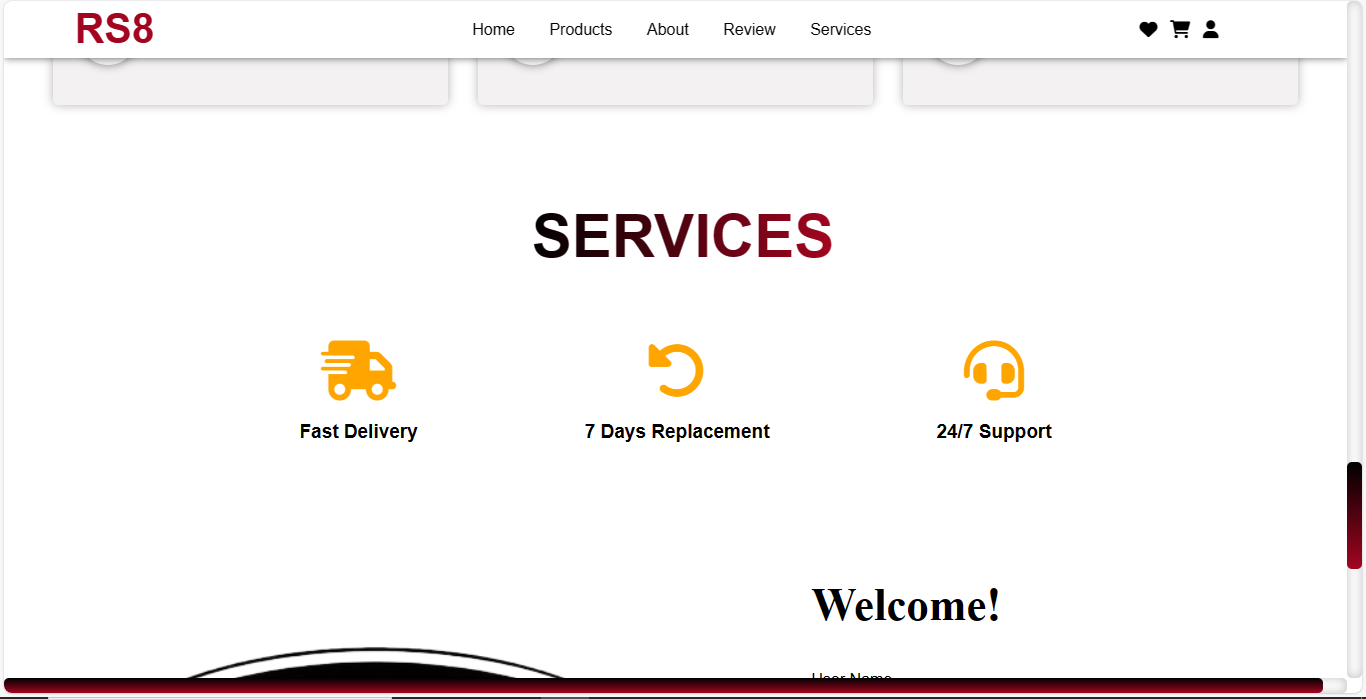 RS8
Home Products About Review Services
SERVICES
Fast Delivery
7 Days Replacement
24/7 Support
Welcome!
User Name